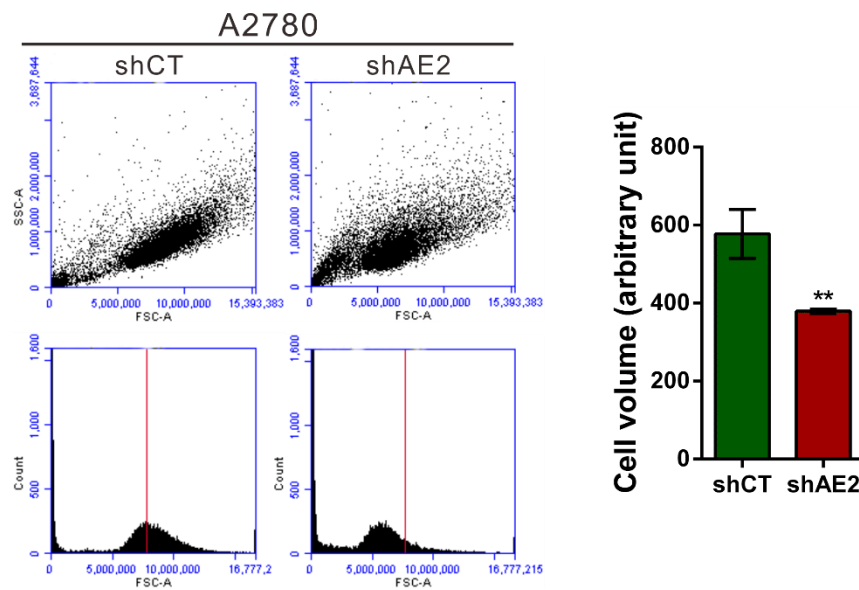 A2780
shCT
shAE2
SSC-A
3,687,644
2,000,000
1,000,000
0
0
5,000,000
10,000,000
15,393,383
FSC-A
3,687,644
2,000,000
1,000,000
0
0
5,000,000
10,000,000
15,393,383
FSC-A
Count
1,600
1,000
500
0
0
5,000,000
10,000,000
16,777,2
FSC-A
Count
1,600
1,000
500
0
0
5,000,000
10,000,000
16,777,215
FSC-A
Cell volume (arbitrary unit)
800
600
400
200
0
**
shCT
shAE2